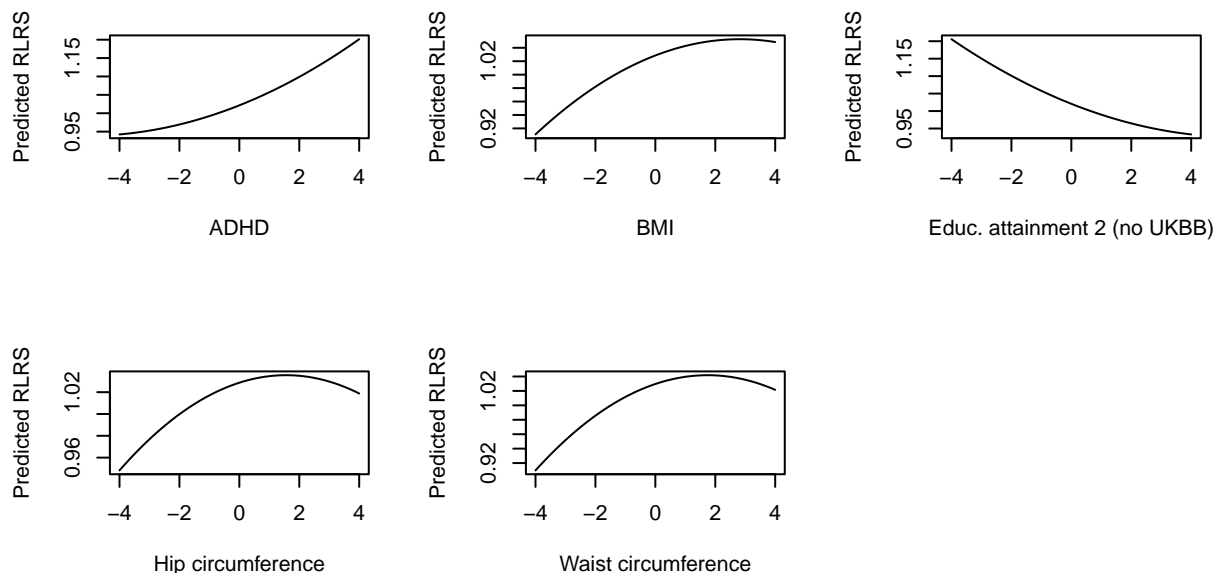 Predicted RLRS
0.95 1.15
−4 −2 0 2 4
ADHD
Predicted RLRS
0.92 1.02
−4 −2 0 2 4
BMI
Predicted RLRS
0.95 1.15
−4 −2 0 2 4
Educ. attainment 2 (no UKBB)
Predicted RLRS
0.96 1.02
−4 −2 0 2 4
Hip circumference
Predicted RLRS
0.92 1.02
−4 −2 0 2 4
Waist circumference